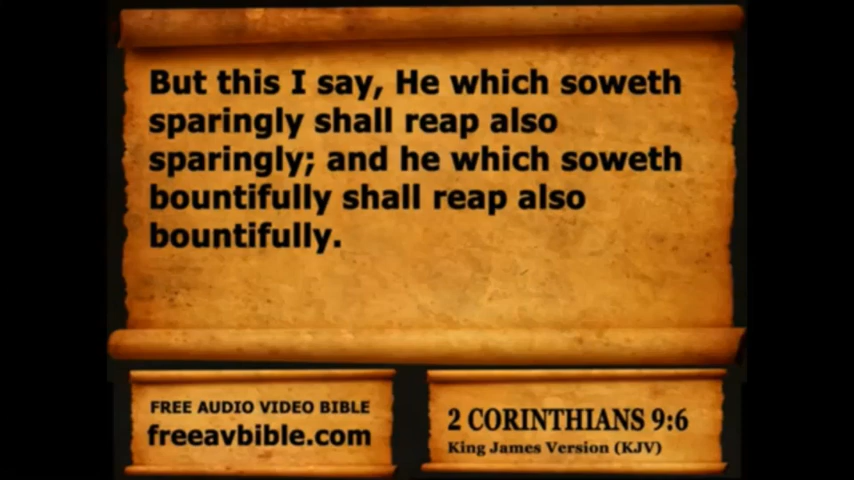 But this I say, He which soweth
sparingly shall reap also
sparingly; and he which soweth
bountifully shall reap also
bountifully.
FREE AUDIO VIDEO BIBLE
freeavbible.com
2 CORINTHIANS 9:6
King James Version (KJV)